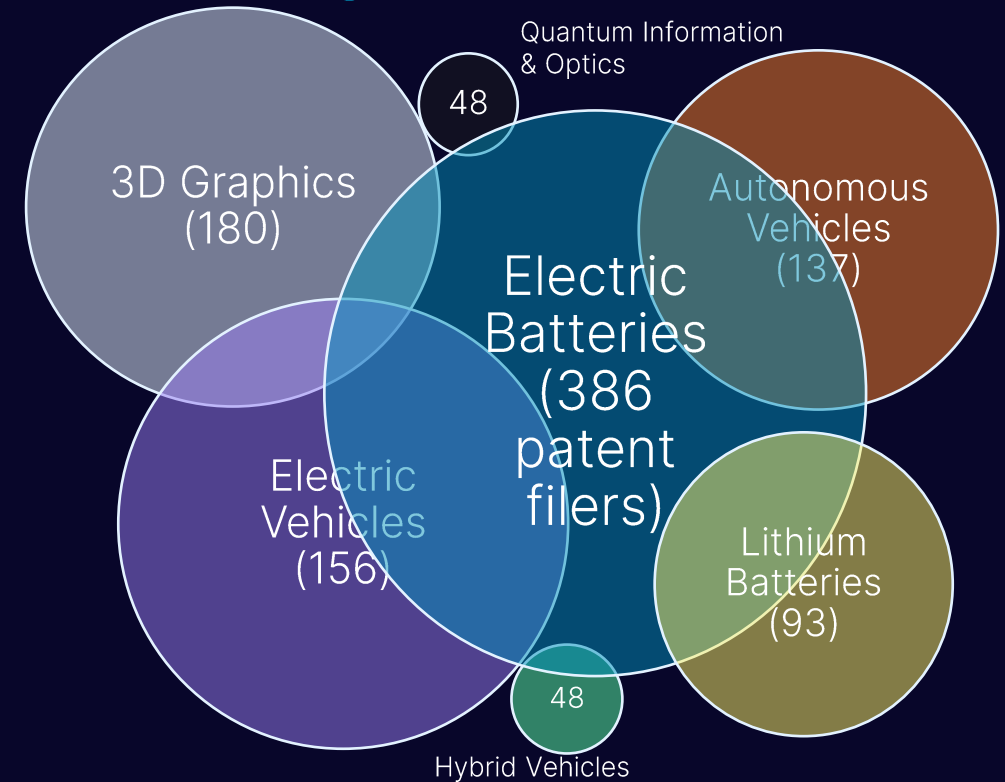 Quantum Information
& Optics
48
3D Graphics
(180)
Autonomous
Vehicles
(137)
Electric
Batteries
(386
patent
filers)
Electric
Vehicles
(156)
Lithium
Batteries
(93)
48
Hybrid Vehicles